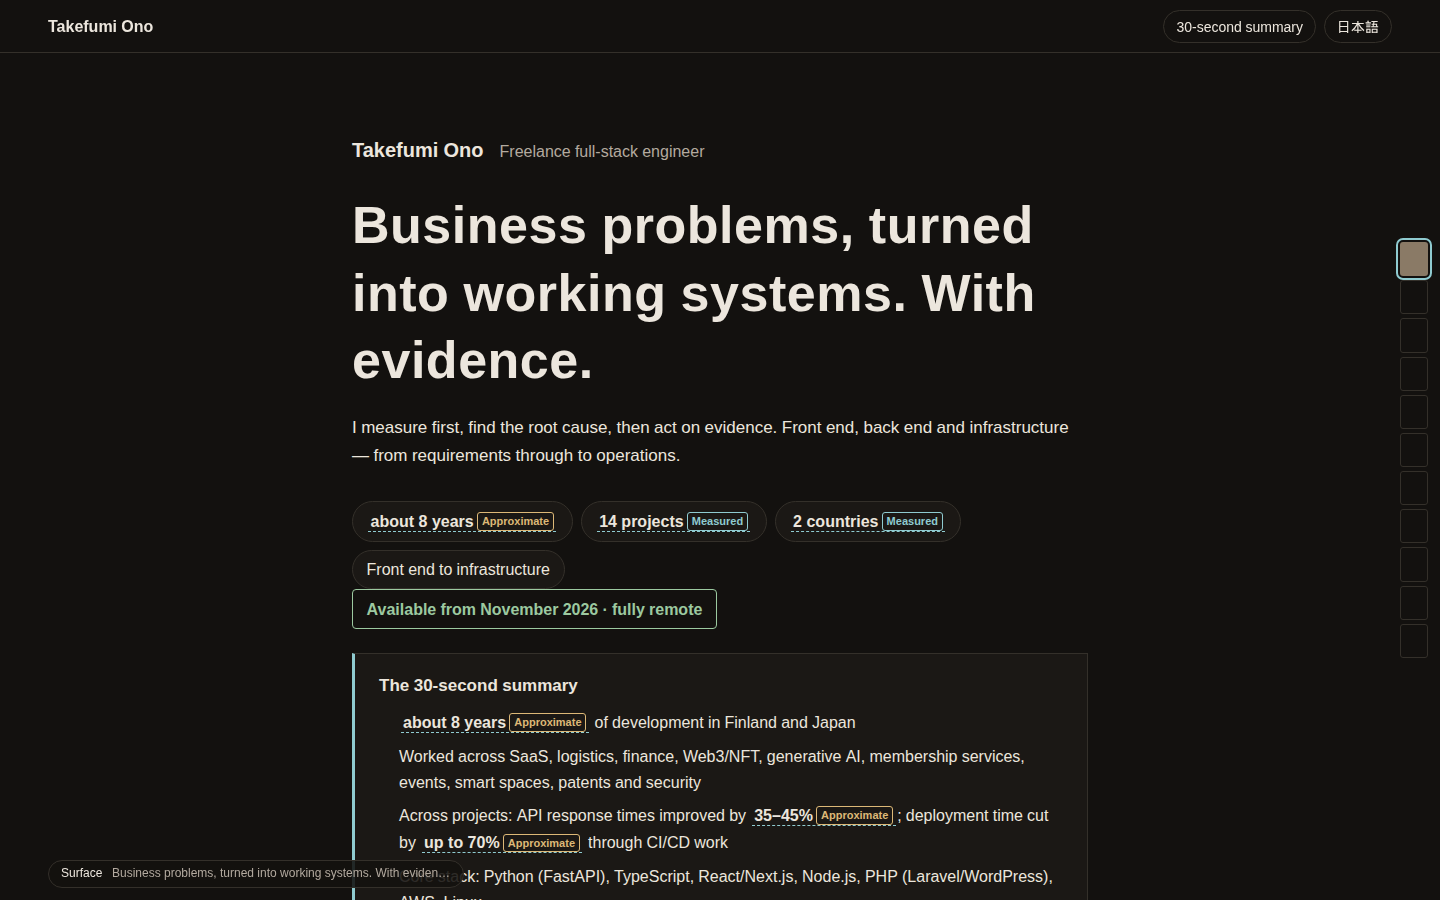 Takefumi Ono
30-second summary
日本語
Takefumi Ono Freelance full-stack engineer
Business problems, turned
into working systems. With
evidence.
I measure first, find the root cause, then act on evidence. Front end, back end and infrastructure
— from requirements through to operations.
about 8 years Approximate
14 projects Measured
2 countries Measured
Front end to infrastructure
Available from November 2026 · fully remote
The 30-second summary
about 8 years Approximate of development in Finland and Japan
Worked across SaaS, logistics, finance, Web3/NFT, generative AI, membership services,
events, smart spaces, patents and security
Across projects: API response times improved by 35–45% Approximate ; deployment time cut
by up to 70% Approximate through CI/CD work
Surface Business problems, turned into working systems. With eviden…
Python (FastAPI), TypeScript, React/Next.js, Node.js, PHP (Laravel/WordPress),
AWS, Linux